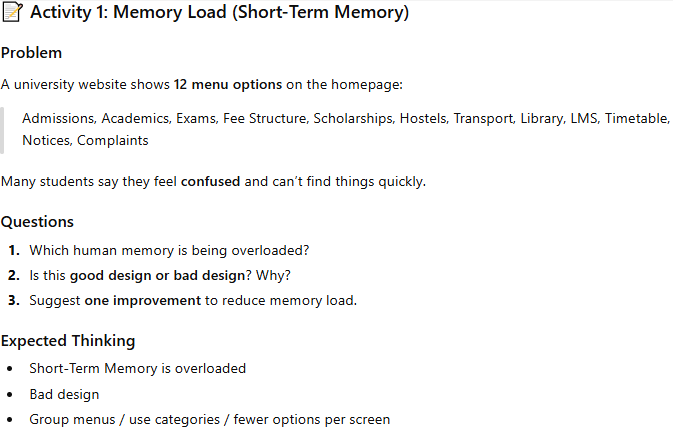 📝 Activity 1: Memory Load (Short-Term Memory)
Problem
A university website shows 12 menu options on the homepage:
Admissions, Academics, Exams, Fee Structure, Scholarships, Hostels, Transport, Library, LMS, Timetable,
Notices, Complaints
Many students say they feel confused and can’t find things quickly.
Questions
1. Which human memory is being overloaded?
2. Is this good design or bad design? Why?
3. Suggest one improvement to reduce memory load.
Expected Thinking
• Short-Term Memory is overloaded
• Bad design
• Group menus / use categories / fewer options per screen